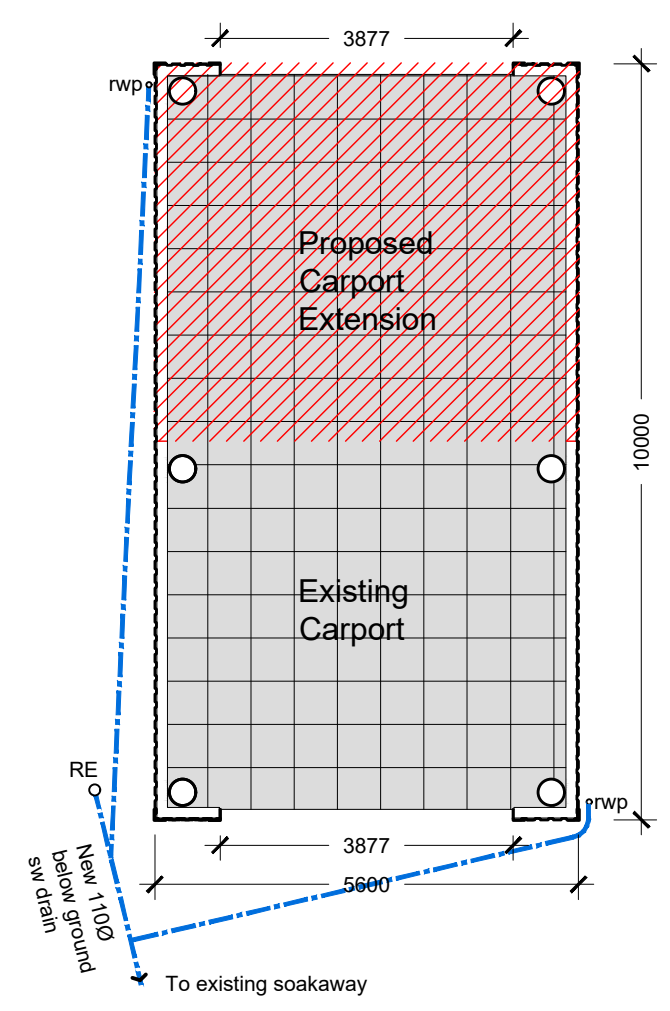 3877
rwp
Proposed
Carport
Extension
10000
Existing
Carport
RE
rwp
3877
New 110Ø
below ground
sw drain
5600
To existing soakaway